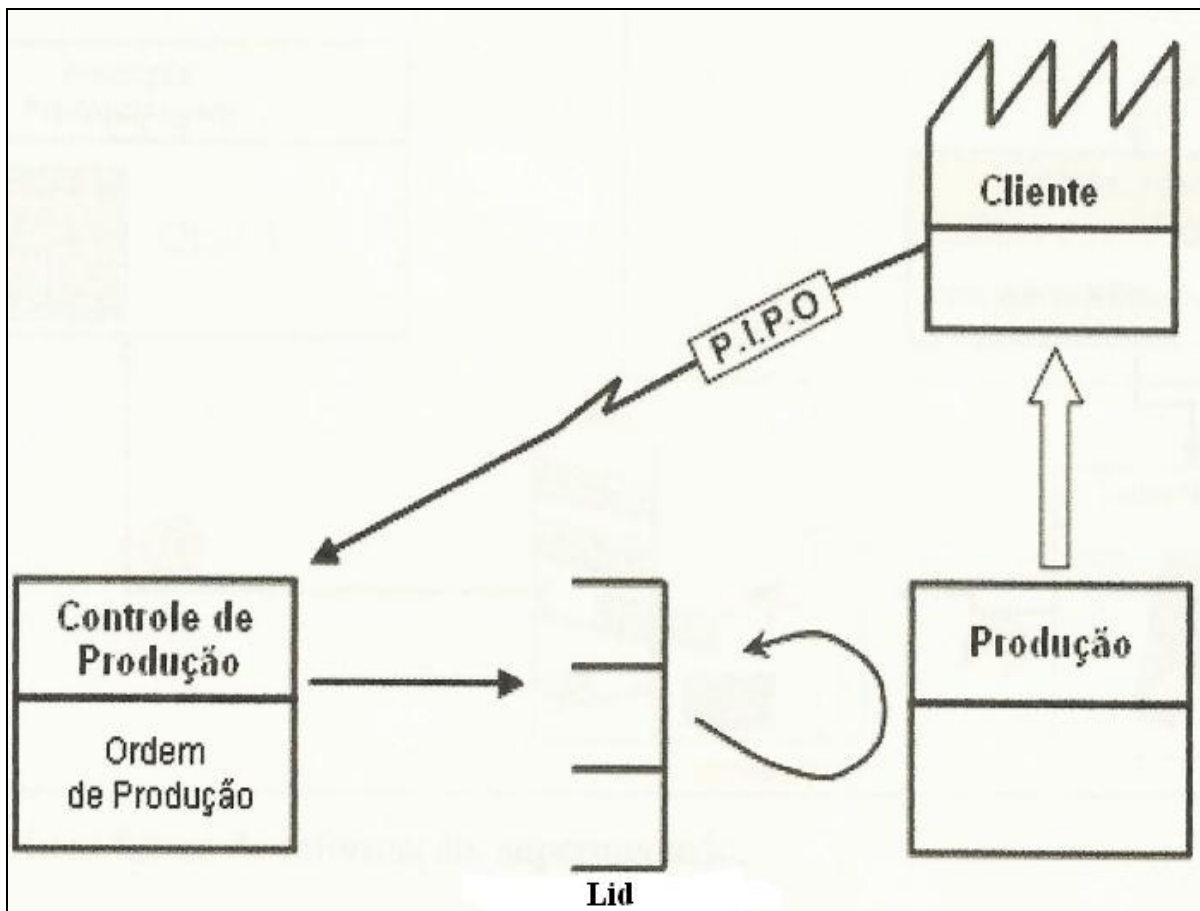 Cliente
P.I.P.O
Controle de
Produção
Ordem
de Produção
Produção
Lid